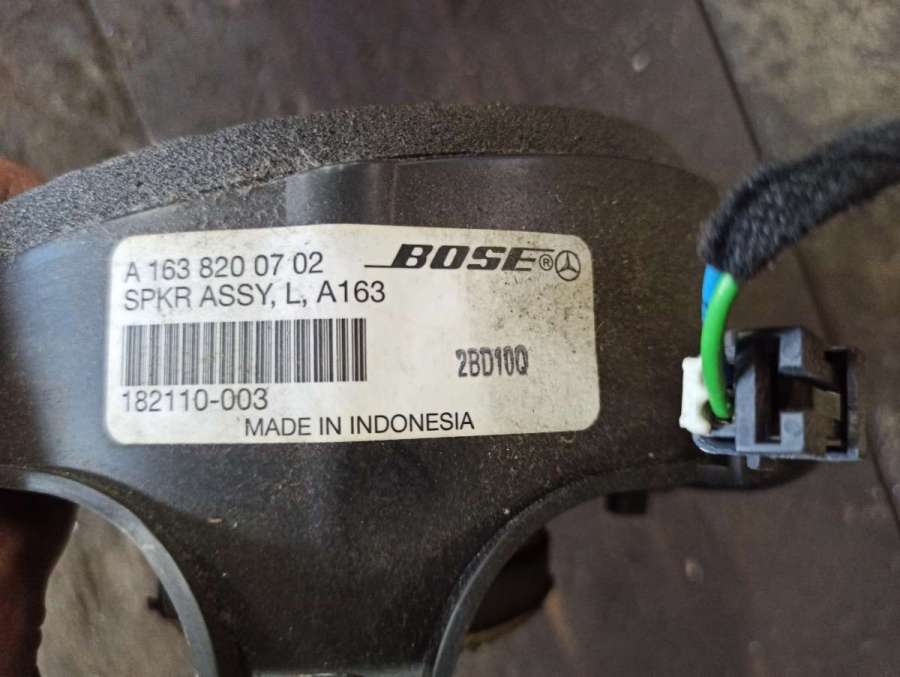 A 163 820 07 02
BOSE®
SPKR ASSY, L, A163
2BD10Q
182110-003
MADE IN INDONESIA